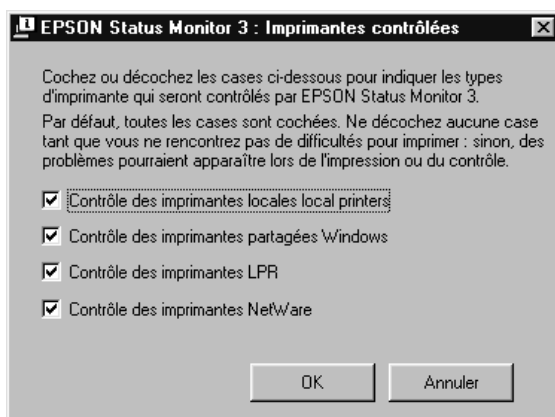 EPSON Status Monitor 3 : Imprimantes contrôlées
Cochez ou décochez les cases ci-dessous pour indiquer les types
d'imprimante qui seront contrôlés par EPSON Status Monitor 3.
Par défaut, toutes les cases sont cochées. Ne décochez aucune case
tant que vous ne rencontrez pas de difficultés pour imprimer : sinon, des
problèmes pourraient apparaître lors de l'impression ou du contrôle.
Contrôle des imprimantes locales local printers
Contrôle des imprimantes partagées Windows
Contrôle des imprimantes LPR
Contrôle des imprimantes NetWare
OK
Annuler